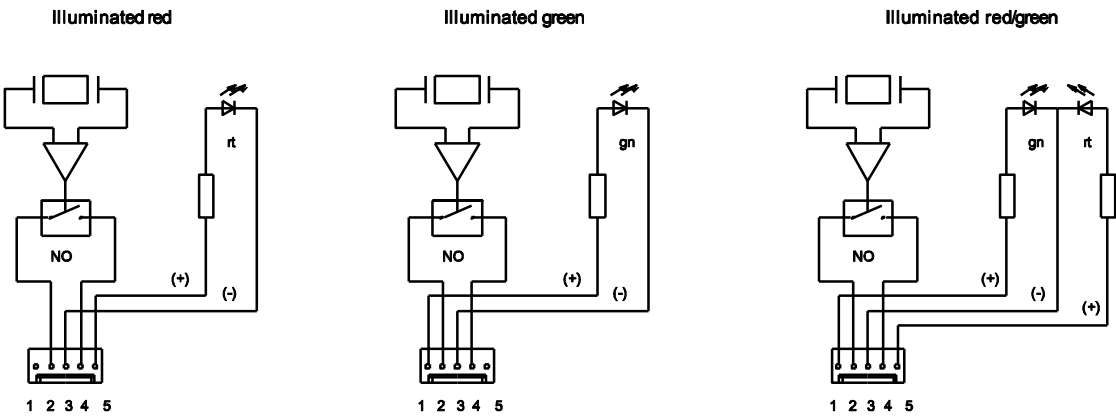 Illuminated red
Illuminated green
Illuminated red/green
rt
gn
gn rt
NO
NO
NO
(+)
(-)
(+)
(-)
(+)
(-)
(+)
1 2 3 4 5
1 2 3 4 5
1 2 3 4 5